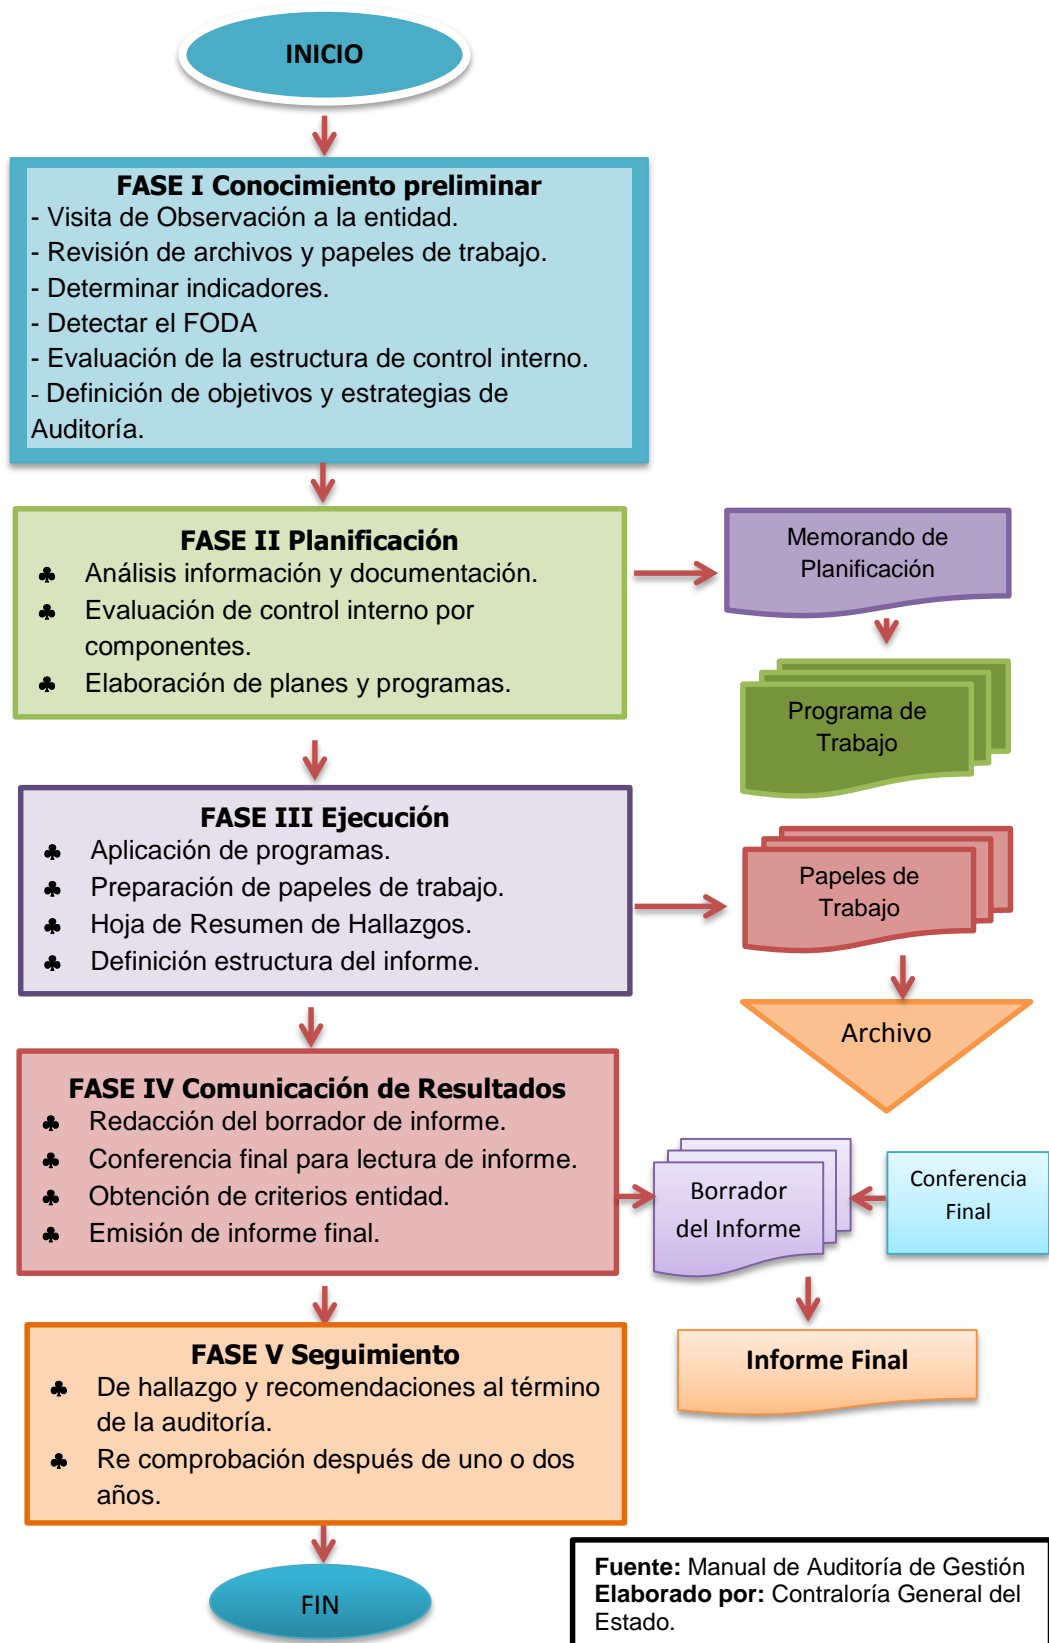 INICIO
FASE I Conocimiento preliminar
- Visita de Observación a la entidad.
- Revisión de archivos y papeles de trabajo.
- Determinar indicadores.
- Detectar el FODA
- Evaluación de la estructura de control interno.
- Definición de objetivos y estrategias de
Auditoría.
FASE II Planificación
♣ Análisis información y documentación.
♣ Evaluación de control interno por
componentes.
♣ Elaboración de planes y programas.
Memorando de
Planificación
Programa de
Trabajo
FASE III Ejecución
♣ Aplicación de programas.
♣ Preparación de papeles de trabajo.
♣ Hoja de Resumen de Hallazgos.
♣ Definición estructura del informe.
Papeles de
Trabajo
Archivo
FASE IV Comunicación de Resultados
♣ Redacción del borrador de informe.
♣ Conferencia final para lectura de informe.
♣ Obtención de criterios entidad.
♣ Emisión de informe final.
Borrador
del Informe
Conferencia
Final
Informe Final
FASE V Seguimiento
♣ De hallazgo y recomendaciones al término
de la auditoría.
♣ Re comprobación después de uno o dos
años.
FIN
Fuente: Manual de Auditoría de Gestión
Elaborado por: Contraloría General del
Estado.